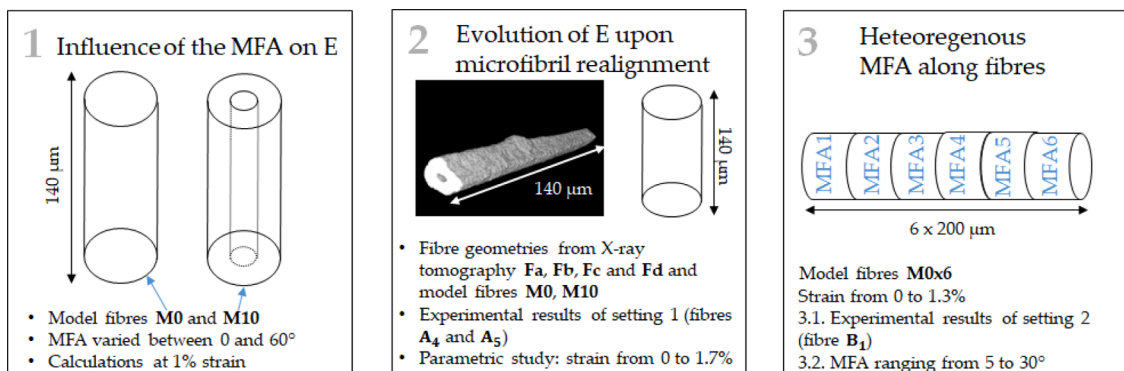 1 Influence of the MFA on E
140 μm
• Model fibres M0 and M10
• MFA varied between 0 and 60°
• Calculations at 1% strain
2 Evolution of E upon
microfibril realignment
140 μm
140 μm
• Fibre geometries from X-ray
tomography Fa, Fb, Fc and Fd and
model fibres M0, M10
• Experimental results of setting 1 (fibres
A4 and A5)
• Parametric study: strain from 0 to 1.7%
3 Heteoregenous
MFA along fibres
MFA1 MFA2 MFA3 MFA4 MFA5 MFA6
6 x 200 μm
Model fibres M0x6
Strain from 0 to 1.3%
3.1. Experimental results of setting 2
(fibre B1)
3.2. MFA ranging from 5 to 30°